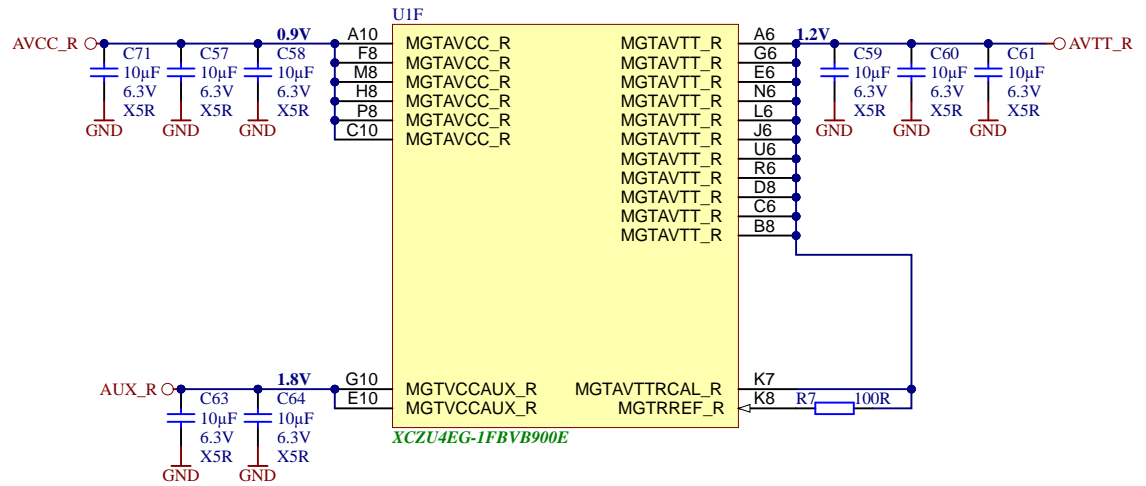 U1F
AVCC_R
0.9V
C71
10µF
6.3V
X5R
GND
C57
10µF
6.3V
X5R
GND
C58
10µF
6.3V
X5R
GND
A10 MGTAVCC_R
F8 MGTAVCC_R
M8 MGTAVCC_R
H8 MGTAVCC_R
P8 MGTAVCC_R
C10 MGTAVCC_R
MGTAVTT_R A6
MGTAVTT_R G6
MGTAVTT_R E6
MGTAVTT_R N6
MGTAVTT_R L6
MGTAVTT_R J6
MGTAVTT_R U6
MGTAVTT_R R6
MGTAVTT_R D8
MGTAVTT_R C6
MGTAVTT_R B8
1.2V
AVTT_R
C59
10µF
6.3V
X5R
GND
C60
10µF
6.3V
X5R
GND
C61
10µF
6.3V
X5R
GND
AUX_R
1.8V
C63
10µF
6.3V
X5R
GND
C64
10µF
6.3V
X5R
GND
G10 MGTVCCAUX_R
E10 MGTVCCAUX_R
MGTAVTTRCAL_R K7
MGTRREF_R K8
R7 100R
XCZU4EG-1FBVB900E